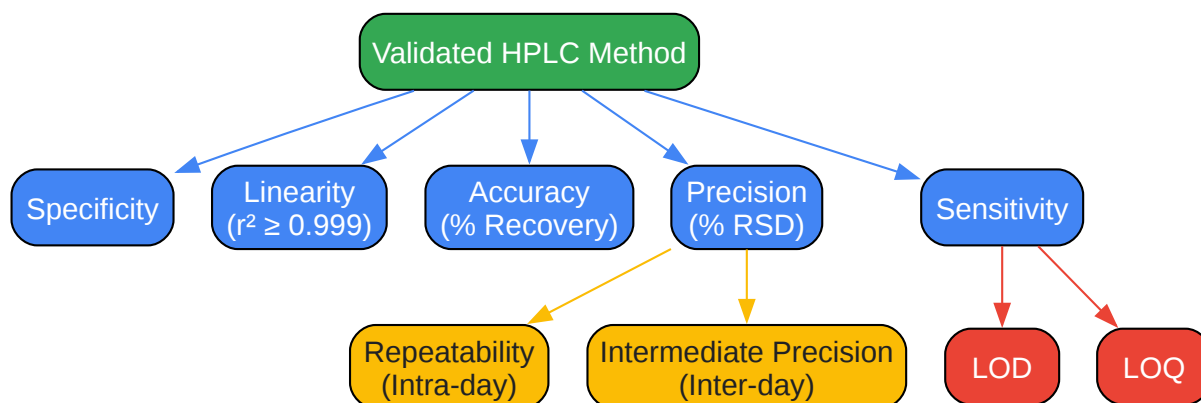 Validated HPLC Method
Specificity
Linearity
(r² ≥ 0.999)
Accuracy
(% Recovery)
Precision
(% RSD)
Sensitivity
Repeatability
(Intra-day)
Intermediate Precision
(Inter-day)
LOD
LOQ